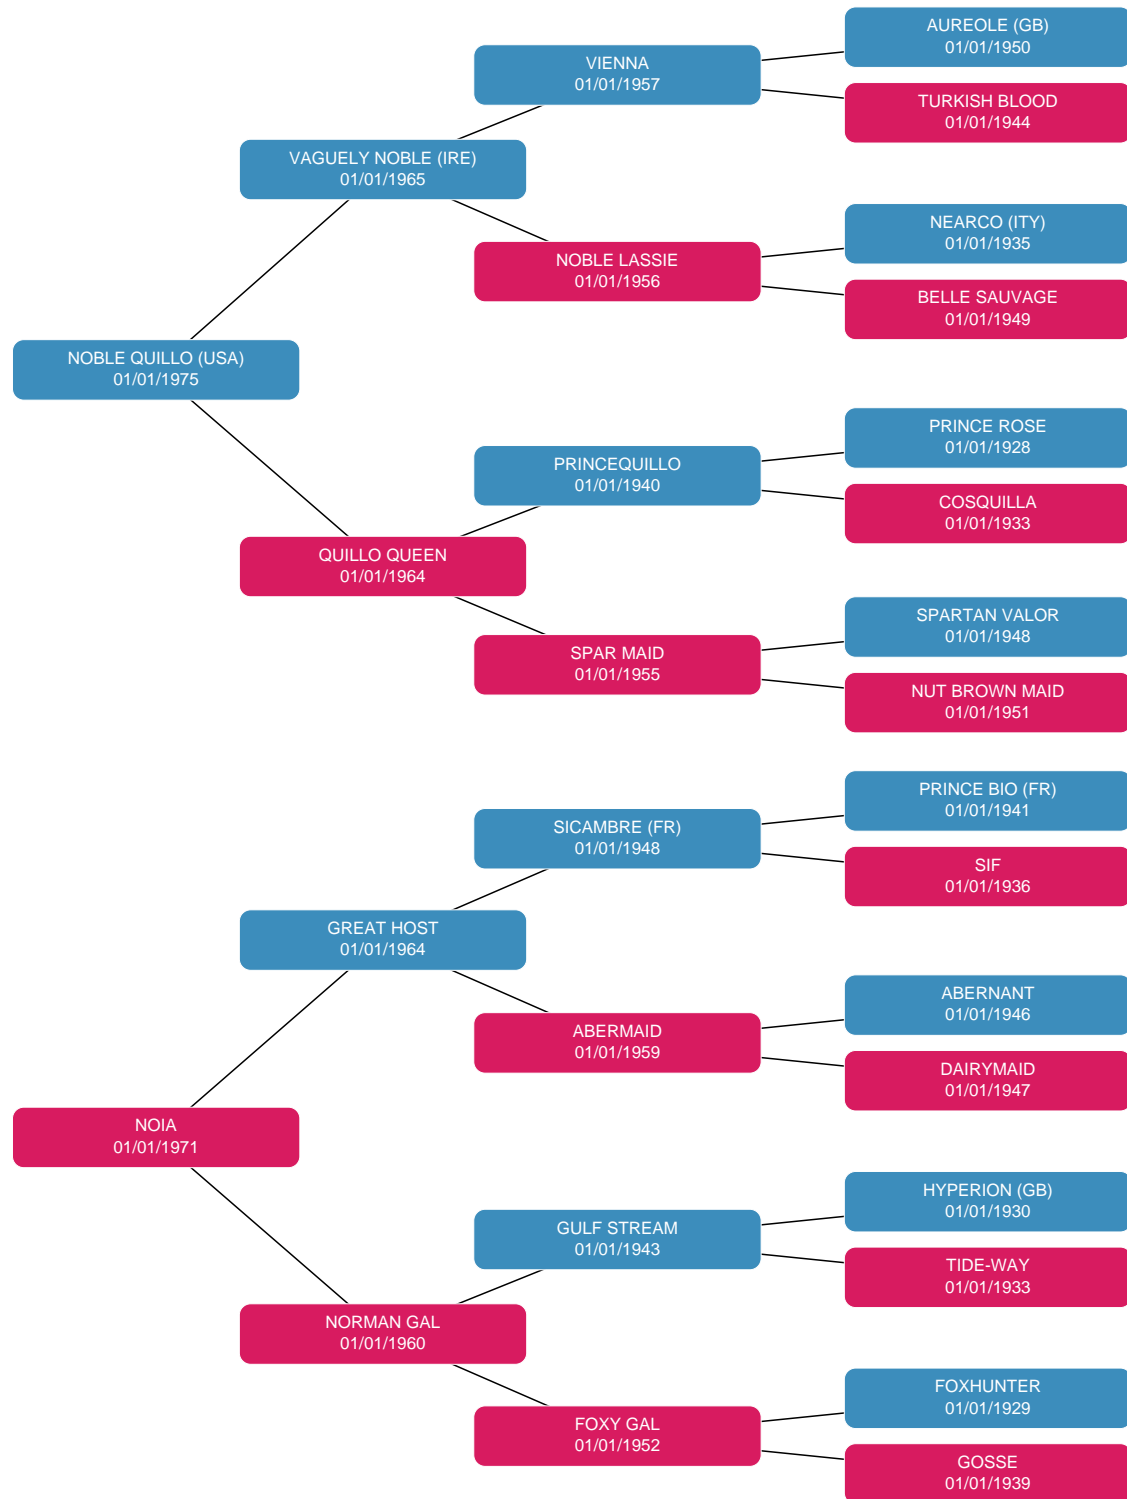 AUREOLE (GB)
01/01/1950
VIENNA
01/01/1957
TURKISH BLOOD
01/01/1944
VAGUELY NOBLE (IRE)
01/01/1965
NEARCO (ITY)
01/01/1935
NOBLE LASSIE
01/01/1956
BELLE SAUVAGE
01/01/1949
NOBLE QUILLO (USA)
01/01/1975
PRINCE ROSE
01/01/1928
PRINCEQUILLO
01/01/1940
COSQUILLA
01/01/1933
QUILLO QUEEN
01/01/1964
SPARTAN VALOR
01/01/1948
SPAR MAID
01/01/1955
NUT BROWN MAID
01/01/1951
PRINCE BIO (FR)
01/01/1941
SICAMBRE (FR)
01/01/1948
SIF
01/01/1936
GREAT HOST
01/01/1964
ABERNANT
01/01/1946
ABERMAID
01/01/1959
DAIRYMAID
01/01/1947
NOIA
01/01/1971
HYPERION (GB)
01/01/1930
GULF STREAM
01/01/1943
TIDE-WAY
01/01/1933
NORMAN GAL
01/01/1960
FOXHUNTER
01/01/1929
FOXY GAL
01/01/1952
GOSSE
01/01/1939